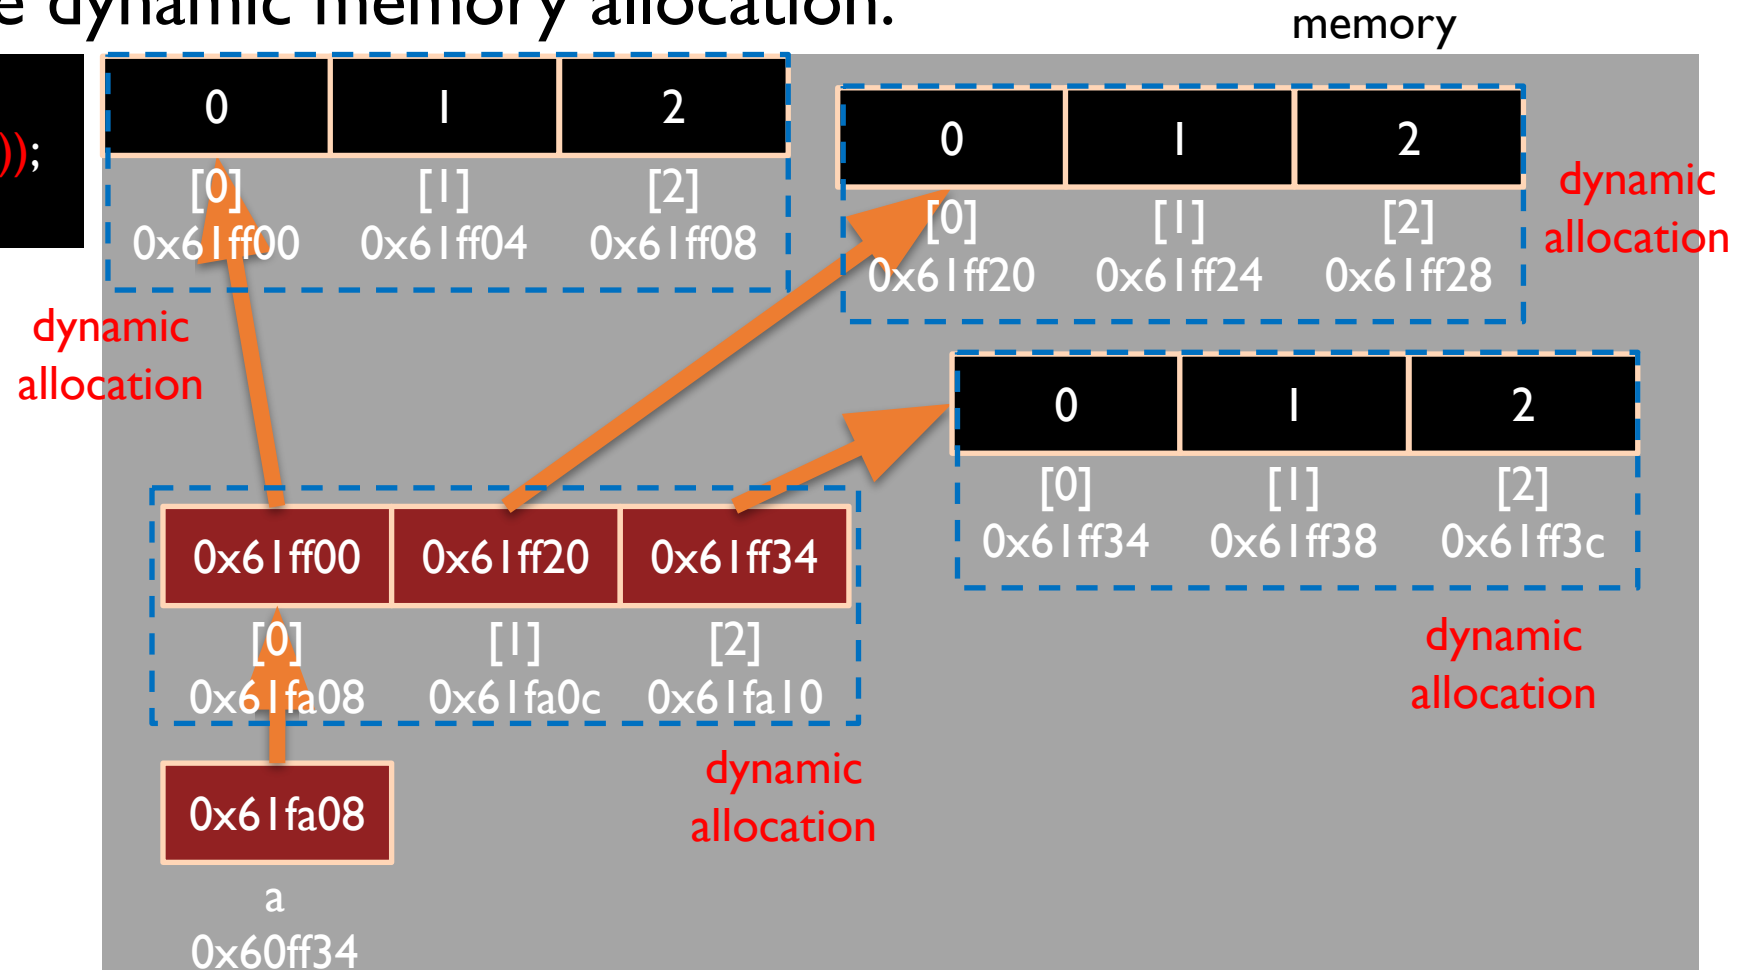 e dynamic memory allocation.
memory
));
0 1 2
[0] [1] [2]
0x61ff00 0x61ff04 0x61ff08
dynamic
allocation
0 1 2
[0] [1] [2]
0x61ff20 0x61ff24 0x61ff28
dynamic
allocation
0 1 2
[0] [1] [2]
0x61ff34 0x61ff38 0x61ff3c
dynamic
allocation
0x61ff00 0x61ff20 0x61ff34
[0] [1] [2]
0x61fa08 0x61fa0c 0x61fa10
dynamic
allocation
0x61fa08
a
0x60ff34